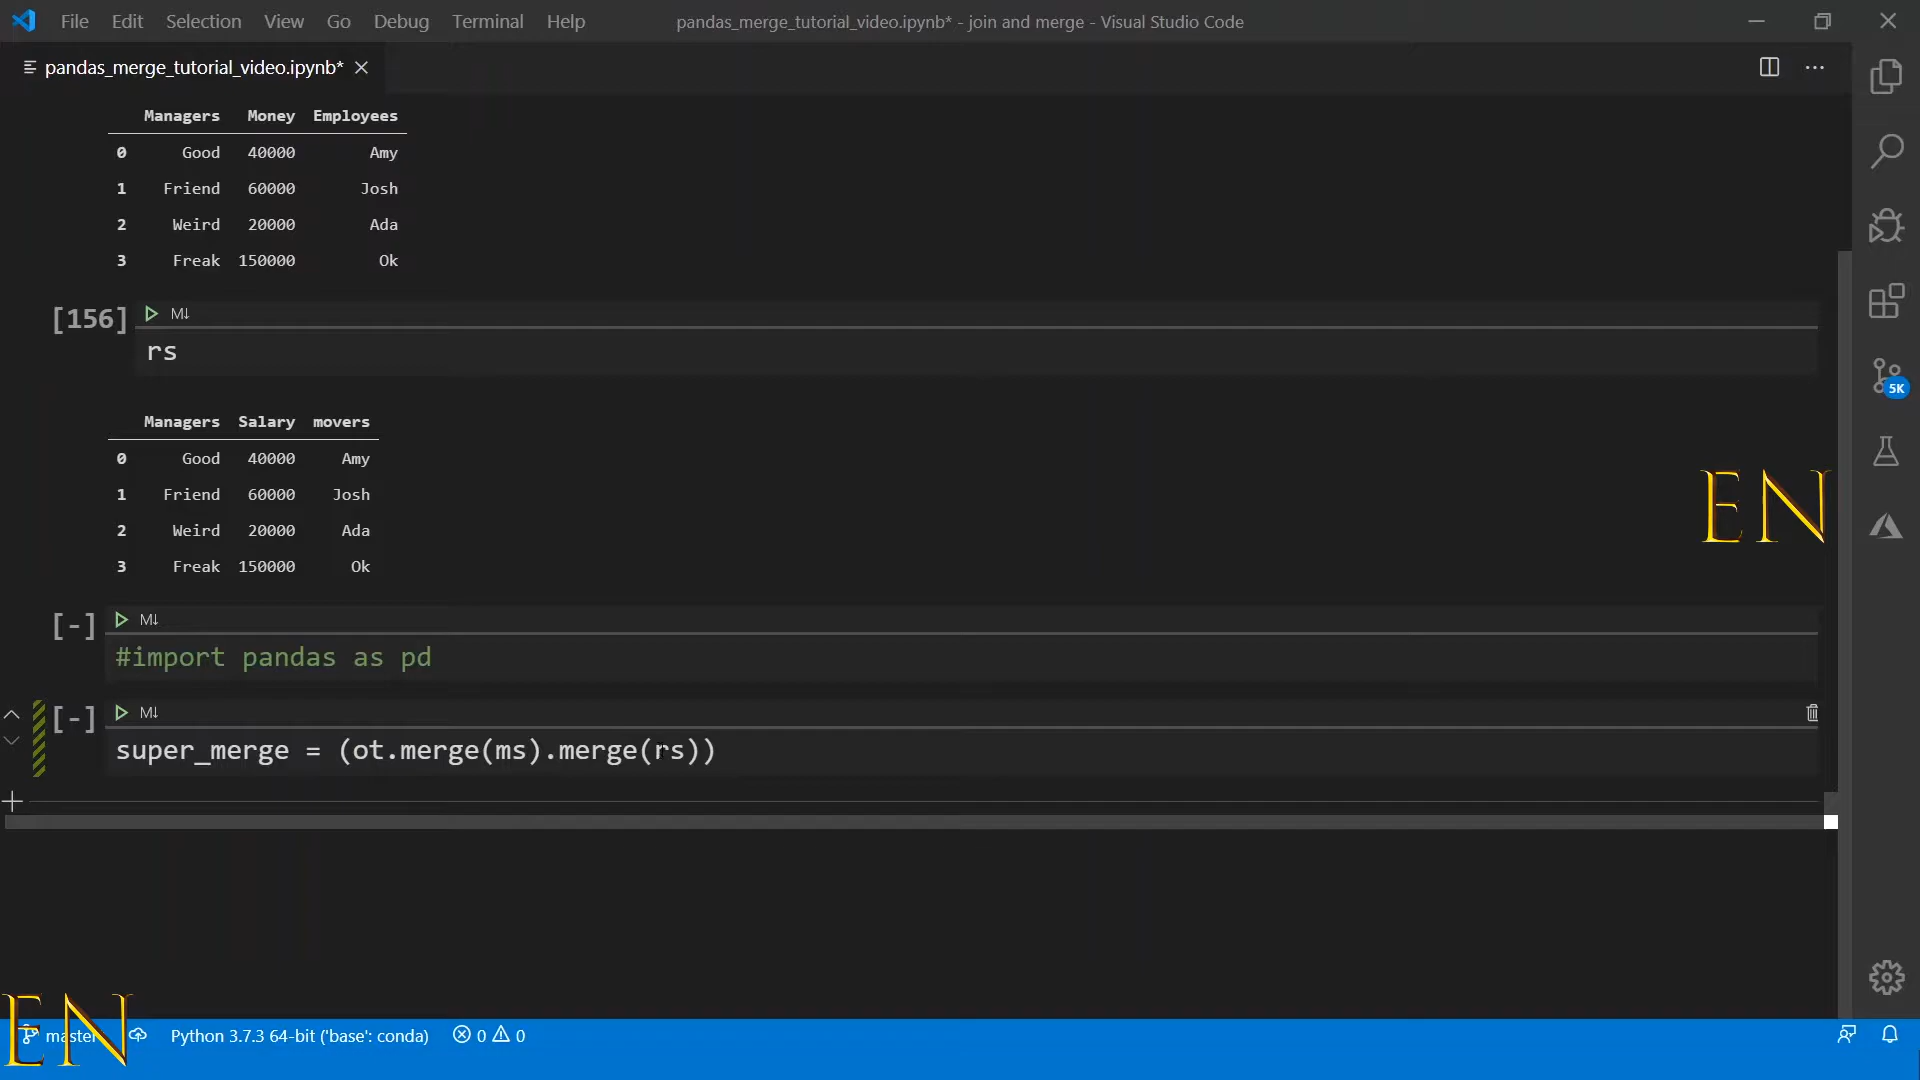 File Edit Selection View Go Debug Terminal Help
pandas_merge_tutorial_video.ipynb* - join and merge - Visual Studio Code
pandas_merge_tutorial_video.ipynb*
Managers Money Employees
0 Good 40000 Amy
1 Friend 60000 Josh
2 Weird 20000 Ada
3 Freak 150000 Ok
[156]
M↓
rs
Managers Salary movers
0 Good 40000 Amy
1 Friend 60000 Josh
2 Weird 20000 Ada
3 Freak 150000 Ok
EN
5K
[-]
M↓
#import pandas as pd
[-]
M↓
super_merge = (ot.merge(ms).merge(rs))
EN
master Python 3.7.3 64-bit ('base': conda) 0 0